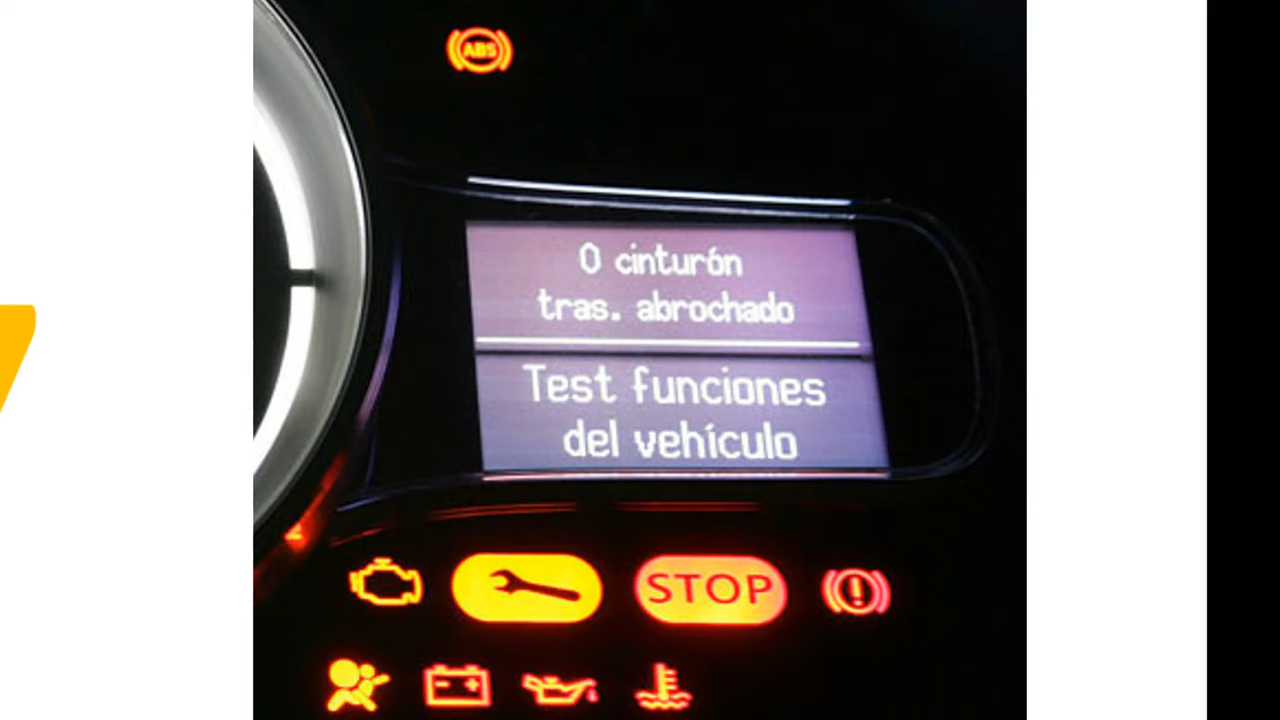 ABS
0 cinturón
tras. abrochado
Test funciones
del vehículo
STOP